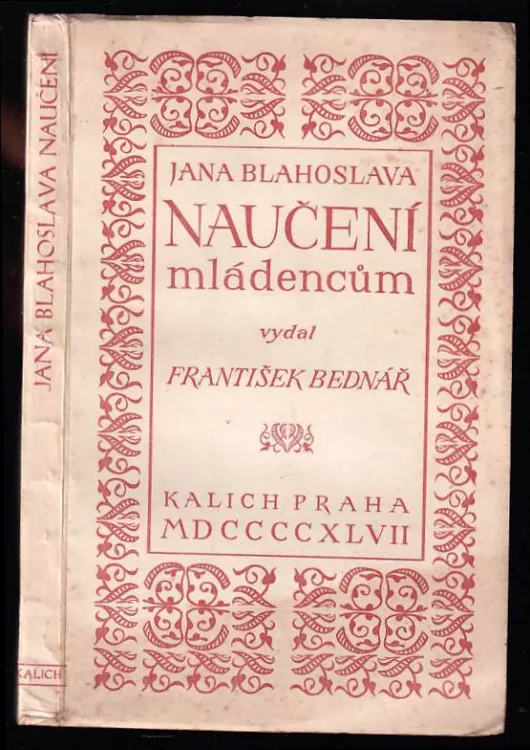 JANA BLAHOSLAVA NAUČENÍ
KALICH
JANA BLAHOSLAVA
NAUČENÍ
mládencům
vydal
FRANTIŠEK BEDNÁŘ
KALICH PRAHA
MDCCCCXLVII